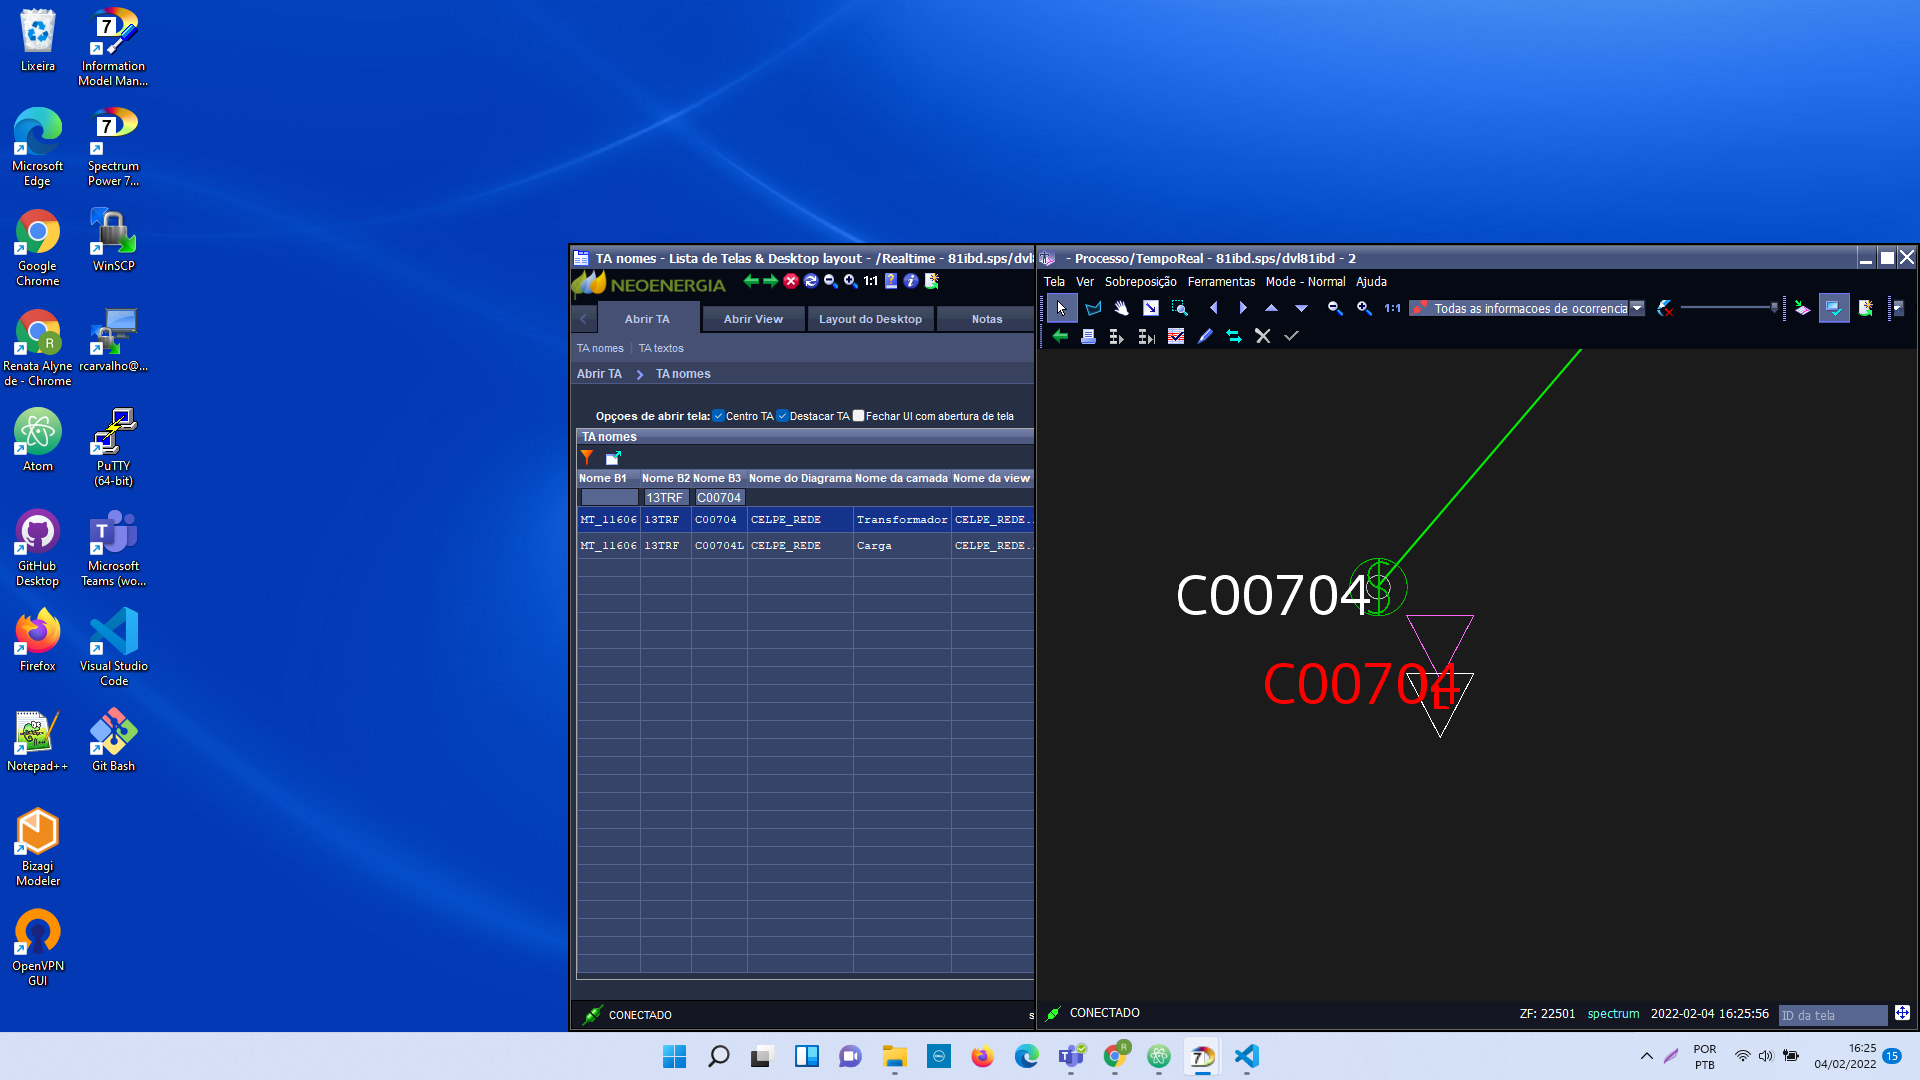 Lixeira
Information
Model Man...
Microsoft
Edge
Spectrum
Power 7...
Google
Chrome
WinSCP
Renata Alyne
de - Chrome
rcarvalho@...
Atom
PuTTY
(64-bit)
GitHub
Desktop
Microsoft
Teams (wo...
Firefox
Visual Studio
Code
Notepad++
Git Bash
Bizagi
Modeler
OpenVPN
GUI
TA nomes - Lista de Telas & Desktop layout - /Realtime - 81ibd.sps/dvl8
NEOENERGIA
1:1
Abrir TA
Abrir View
Layout do Desktop
Notas
TA nomes | TA textos
Abrir TA > TA nomes
Opçoes de abrir tela: Centro TA Destacar TA Fechar UI com abertura de tela
TA nomes
Nome B1 Nome B2 Nome B3 Nome do Diagrama Nome da camada Nome da view
13TRF C00704
MT_11606 13TRF C00704 CELPE_REDE Transformador CELPE_REDE.
MT_11606 13TRF C00704L CELPE_REDE Carga CELPE_REDE.
CONECTADO
s
- Processo/TempoReal - 81ibd.sps/dvl81ibd - 2
Tela Ver Sobreposição Ferramentas Mode - Normal Ajuda
1:1 Todas as informacoes de ocorrencia
C00704
C00704
L
CONECTADO
ZF: 22501 spectrum 2022-02-04 16:25:56 ID da tela
POR
PTB
16:25
04/02/2022
15